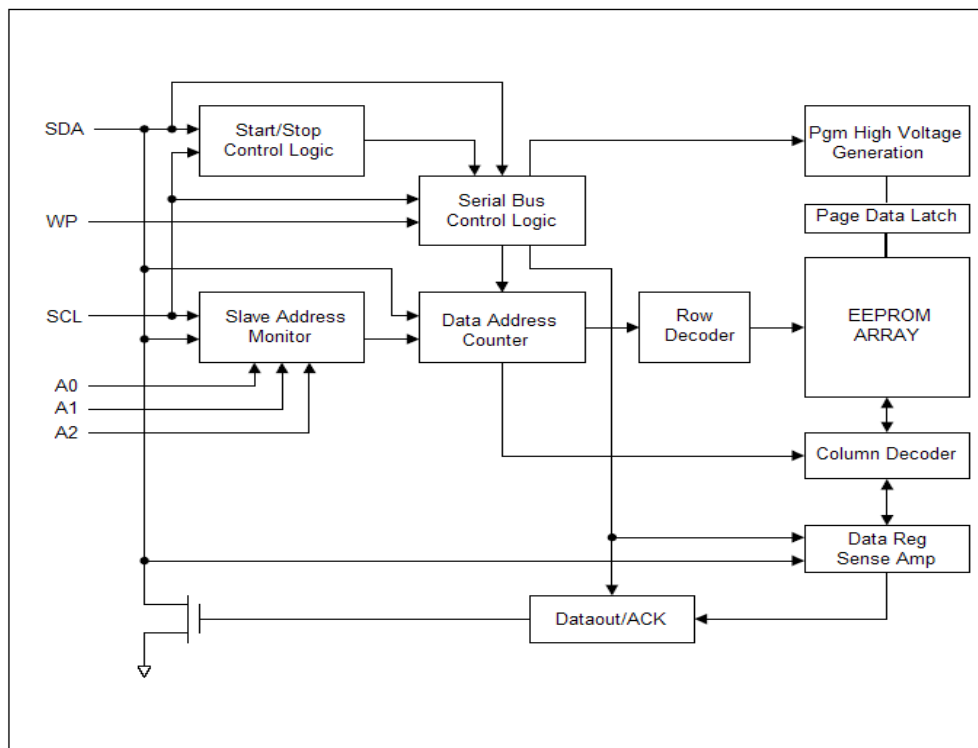 SDA
Start/Stop
Control Logic
Pgm High Voltage
Generation
WP
Serial Bus
Control Logic
Page Data Latch
SCL
Slave Address
Monitor
Data Address
Counter
Row
Decoder
EEPROM
ARRAY
A0
A1
A2
Column Decoder
Data Reg
Sense Amp
Dataout/ACK